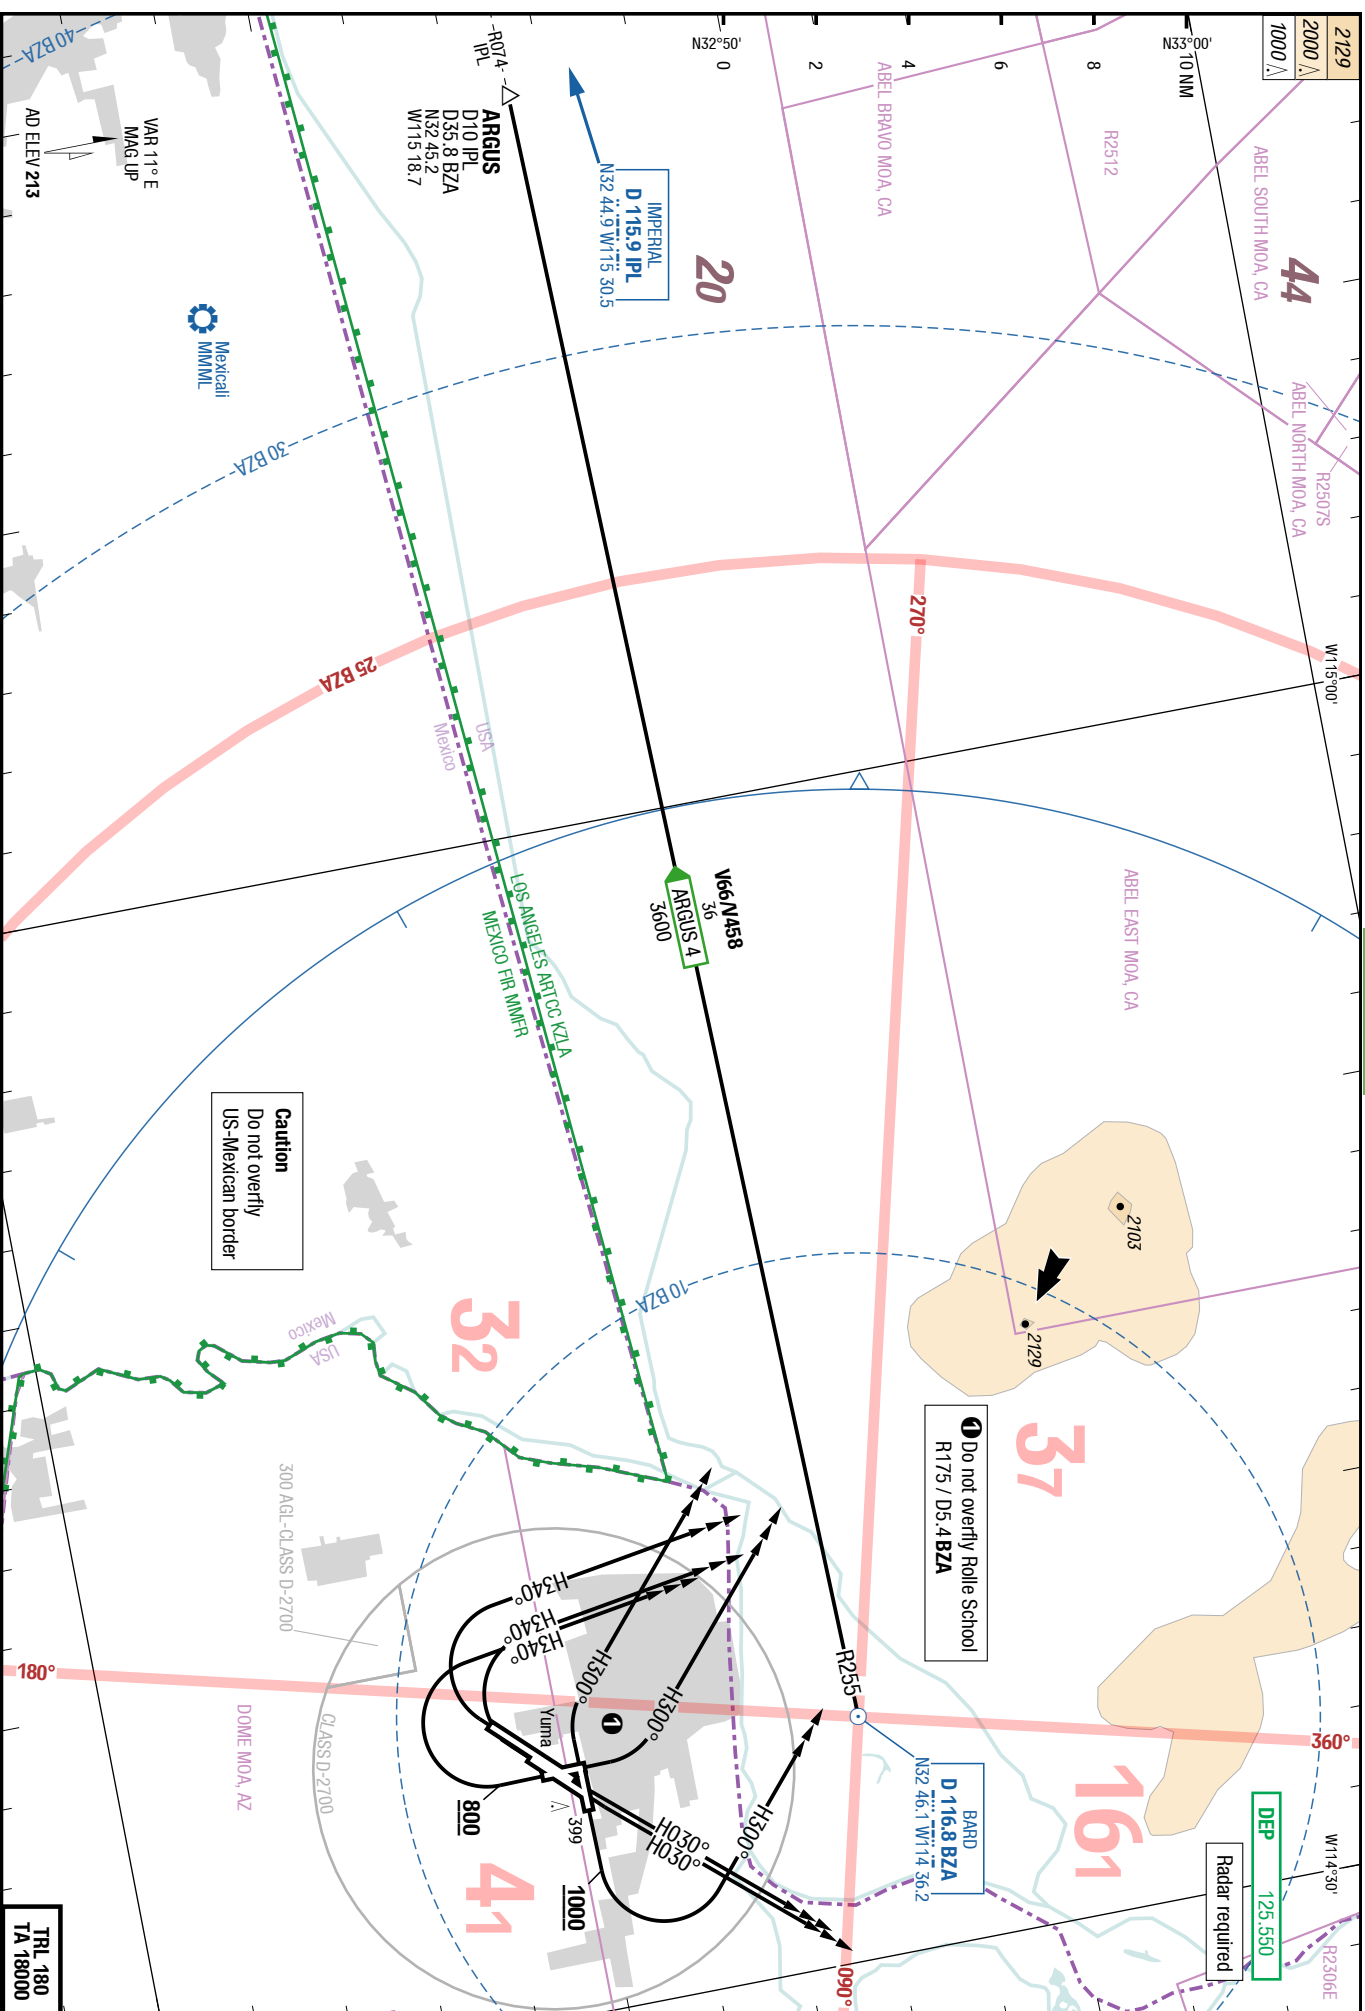 2129
2000
1000
N33°00'
10 NM
8
6
4
2
0
N32°50'
W115°00'
W114°30'
44
ABEL SOUTH MOA, CA
R2512
ABEL BRAVO MOA, CA
ABEL NORTH MOA, CA
R2507S
20
IMPERIAL
D 115.9 IPL
N32 44.9 W115 30.5
R074
IPL
ARGUS
D10 IPL
D35.8 BZA
N32 45.2
W115 18.7
40 BZA
VAR 11° E
MAG UP
AD ELEV 213
Mexicali
MMML
30 BZA
25 BZA
270°
USA
Mexico
V66/V458
36
ARGUS 4
3600
ABEL EAST MOA, CA
LOS ANGELES ARTCC KZLA
MEXICO FIR MMFR
Caution
Do not overfly
US-Mexican border
2103
2129
10 BZA
32
Mexico
USA
37
1 Do not overfly Rolle School
R175 / D5.4 BZA
300 AGL-CLASS D-2700
CLASS D-2700
180°
360°
090°
R255
H340°
H340°
H340°
H300°
H300°
H300°
H030°
H030°
1
Yuma
399
800
1000
DOME MOA, AZ
BARD
D 116.8 BZA
N32 46.1 W114 36.2
161
41
DEP 125.550
Radar required
R2306E
TRL 180
TA 18000